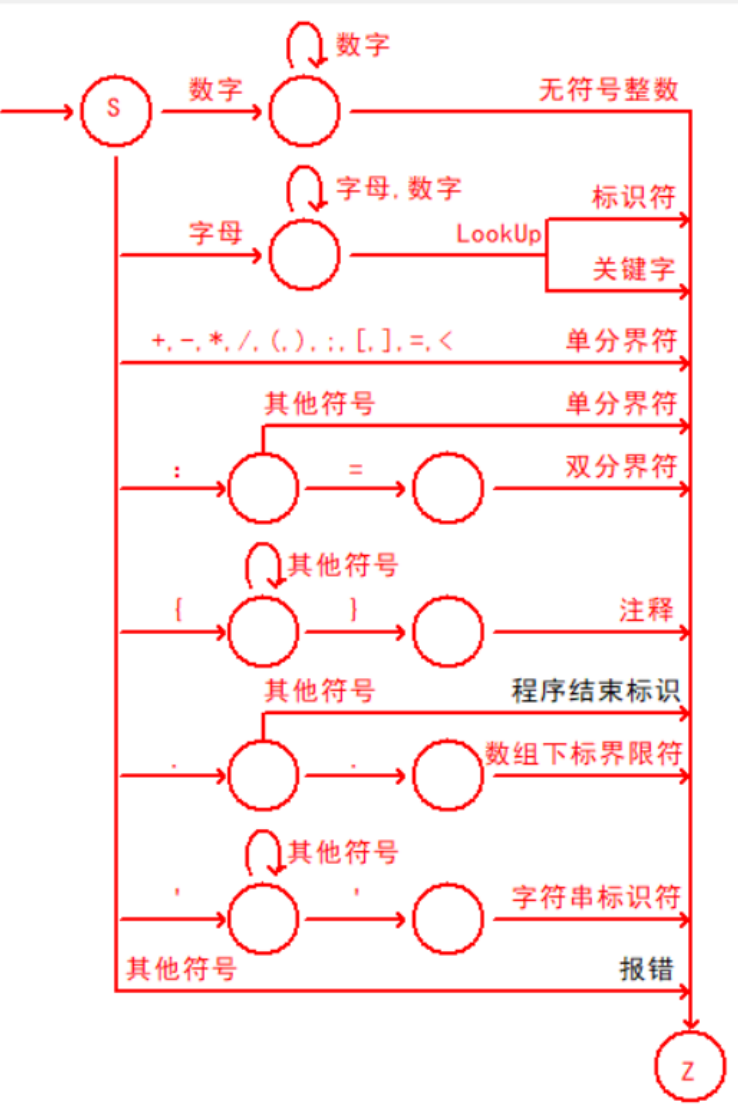 数字
S 数字 无符号整数
字母,数字
字母 LookUp 标识符
关键字
+,-,*,/,(,),;,[,],=,< 单分界符
其他符号 单分界符
: = 双分界符
其他符号
{ } 注释
其他符号 程序结束标识
. . 数组下标界限符
其他符号
' ' 字符串标识符
其他符号 报错
Z